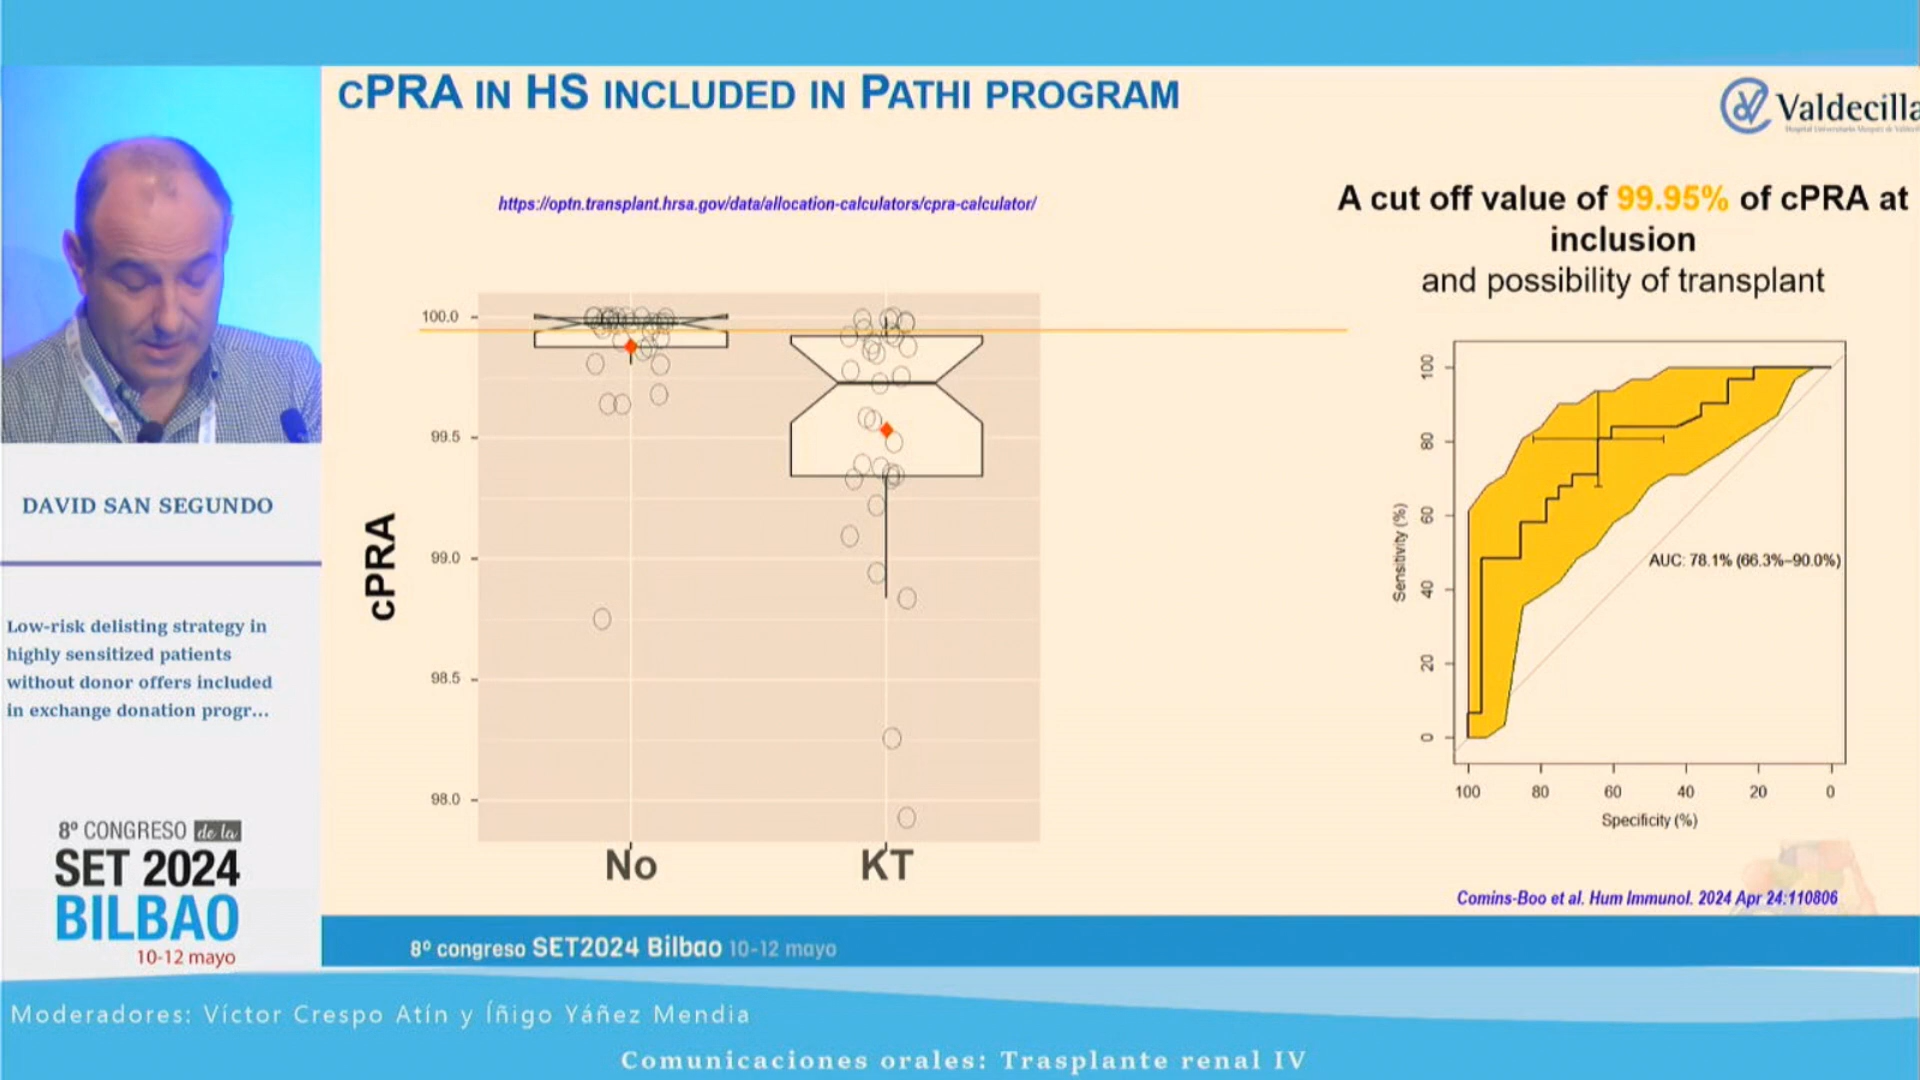 CPRA IN HS INCLUDED IN PATHI PROGRAM
Valdecilla
https://optn.transplant.hrsa.gov/data/allocation-calculators/cpra-calculator/
A cut off value of 99.95% of cPRA at
inclusion
and possibility of transplant
cPRA
100.0
99.5
99.0
98.5
98.0
No
KT
Sensitivity (%)
100
80
60
40
20
0
AUC: 78.1% (66.3%–90.0%)
100
80
60
40
20
0
Specificity (%)
Comins-Boo et al. Hum Immunol. 2024 Apr 24:110806
8º congreso SET2024 Bilbao 10-12 mayo
DAVID SAN SEGUNDO
Low-risk delisting strategy in
highly sensitized patients
without donor offers included
in exchange donation progr...
8º CONGRESO de la
SET 2024
BILBAO
10-12 mayo
Moderadores: Víctor Crespo Atín y Íñigo Yáñez Mendia
Comunicaciones orales: Trasplante renal IV